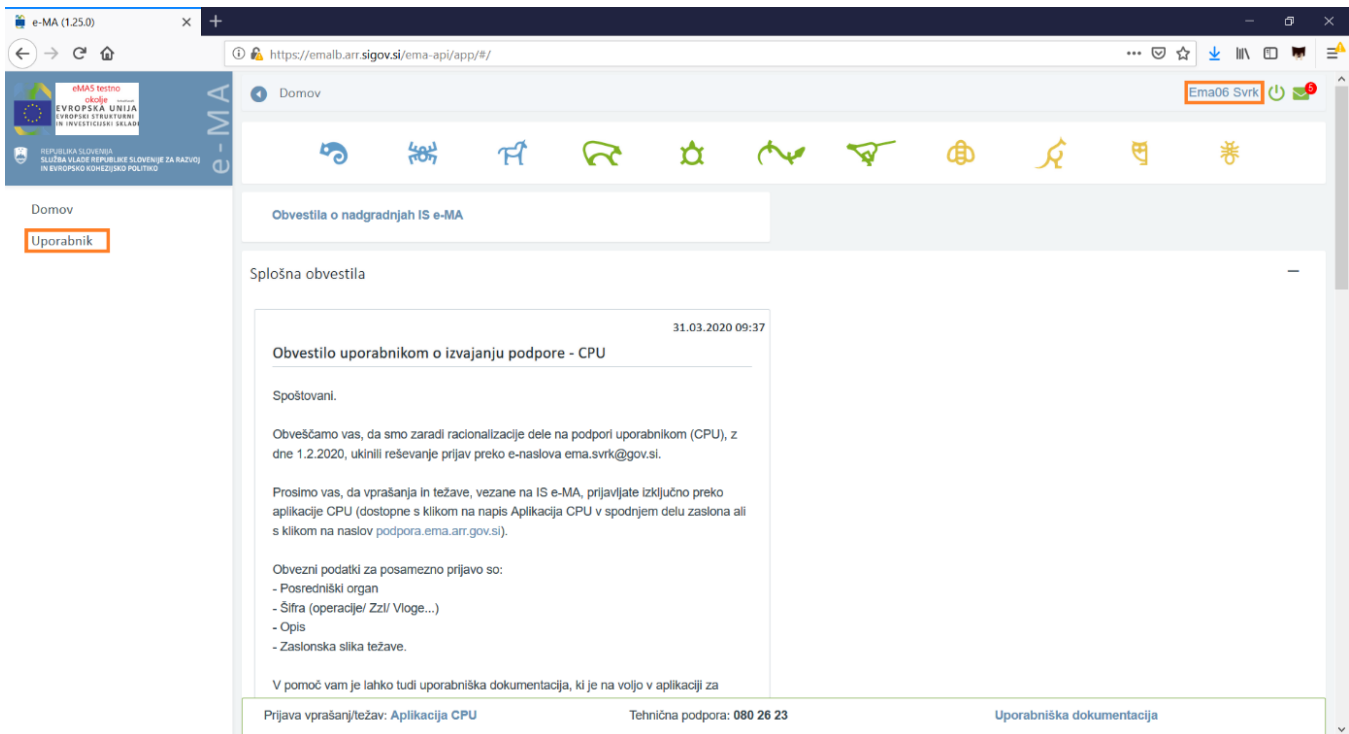 e-MA (1.25.0)
https://emalb.arr.sigov.si/ema-api/app/#/
eMA5 testno
okolje
EVROPSKA UNIJA
EVROPSKI STRUKTURNI
IN INVESTICIJSKI SKLADI
e-MA
REPUBLIKA SLOVENIJA
SLUŽBA VLADE REPUBLIKE SLOVENIJE ZA RAZVOJ
IN EVROPSKO KOHEZIJSKO POLITIKO
Domov
Uporabnik
Domov
Ema06 Svrk
5
Obvestila o nadgradnjah IS e-MA
Splošna obvestila
31.03.2020 09:37
Obvestilo uporabnikom o izvajanju podpore - CPU
Spoštovani.
Obveščamo vas, da smo zaradi racionalizacije dele na podpori uporabnikom (CPU), z
dne 1.2.2020, ukinili reševanje prijav preko e-naslova ema.svrk@gov.si.
Prosimo vas, da vprašanja in težave, vezane na IS e-MA, prijavljate izključno preko
aplikacije CPU (dostopne s klikom na napis Aplikacija CPU v spodnjem delu zaslona ali
s klikom na naslov podpora.ema.arr.gov.si).
Obvezni podatki za posamezno prijavo so:
- Posredniški organ
- Šifra (operacije/ ZzI/ Vloge...)
- Opis
- Zaslonska slika težave.
V pomoč vam je lahko tudi uporabniška dokumentacija, ki je na voljo v aplikaciji za
Prijava vprašanj/težav: Aplikacija CPU
Tehnična podpora: 080 26 23
Uporabniška dokumentacija